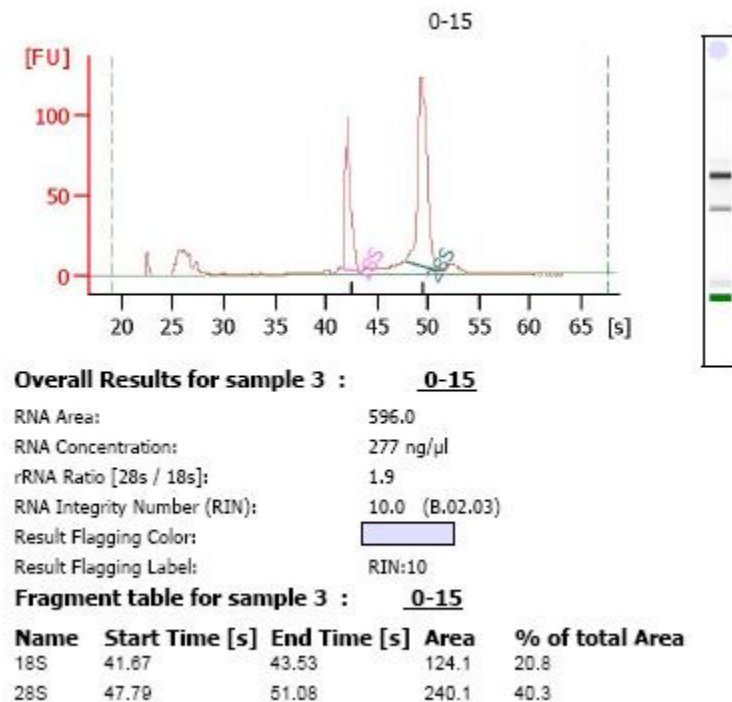 0-15
[FU]
100
50
0
18S
28S
20 25 30 35 40 45 50 55 60 65 [s]
Overall Results for sample 3 : 0-15
RNA Area: 596.0
RNA Concentration: 277 ng/µl
rRNA Ratio [28s / 18s]: 1.9
RNA Integrity Number (RIN): 10.0 (B.02.03)
Result Flagging Color:
Result Flagging Label: RIN:10
Fragment table for sample 3 : 0-15
Name Start Time [s] End Time [s] Area % of total Area
18S 41.67 43.53 124.1 20.8
28S 47.79 51.08 240.1 40.3